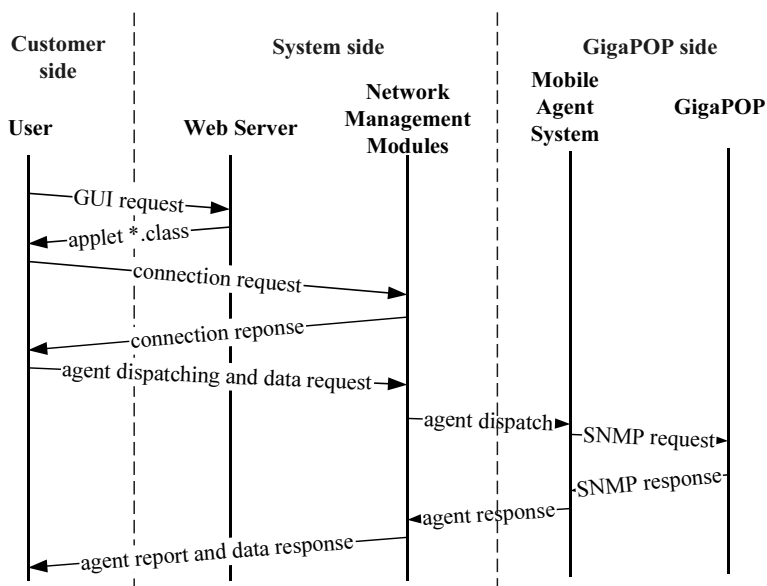 Customer
side
System side
GigaPOP side
User
Web Server
Network
Management
Modules
Mobile
Agent
System
GigaPOP
GUI request
applet *.class
connection request
connection reponse
agent dispatching and data request
agent dispatch
SNMP request
SNMP response
agent response
agent report and data response